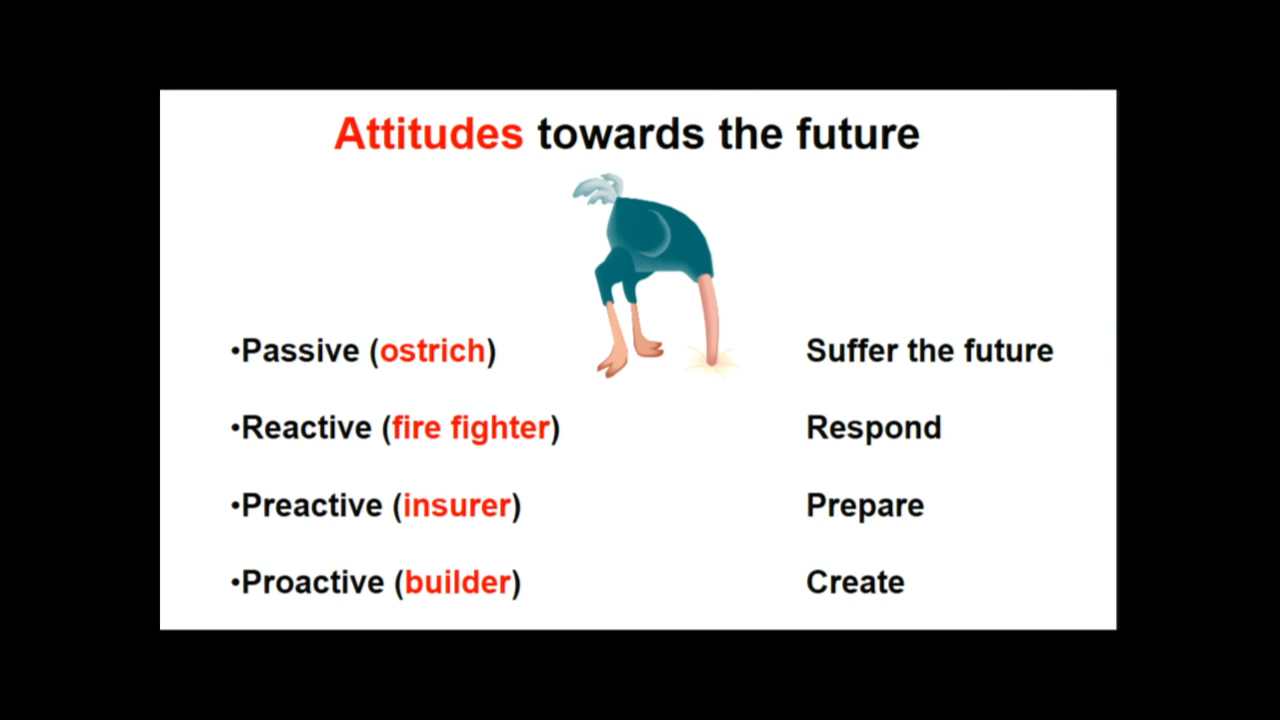 Attitudes towards the future
•Passive (ostrich) Suffer the future
•Reactive (fire fighter) Respond
•Preactive (insurer) Prepare
•Proactive (builder) Create